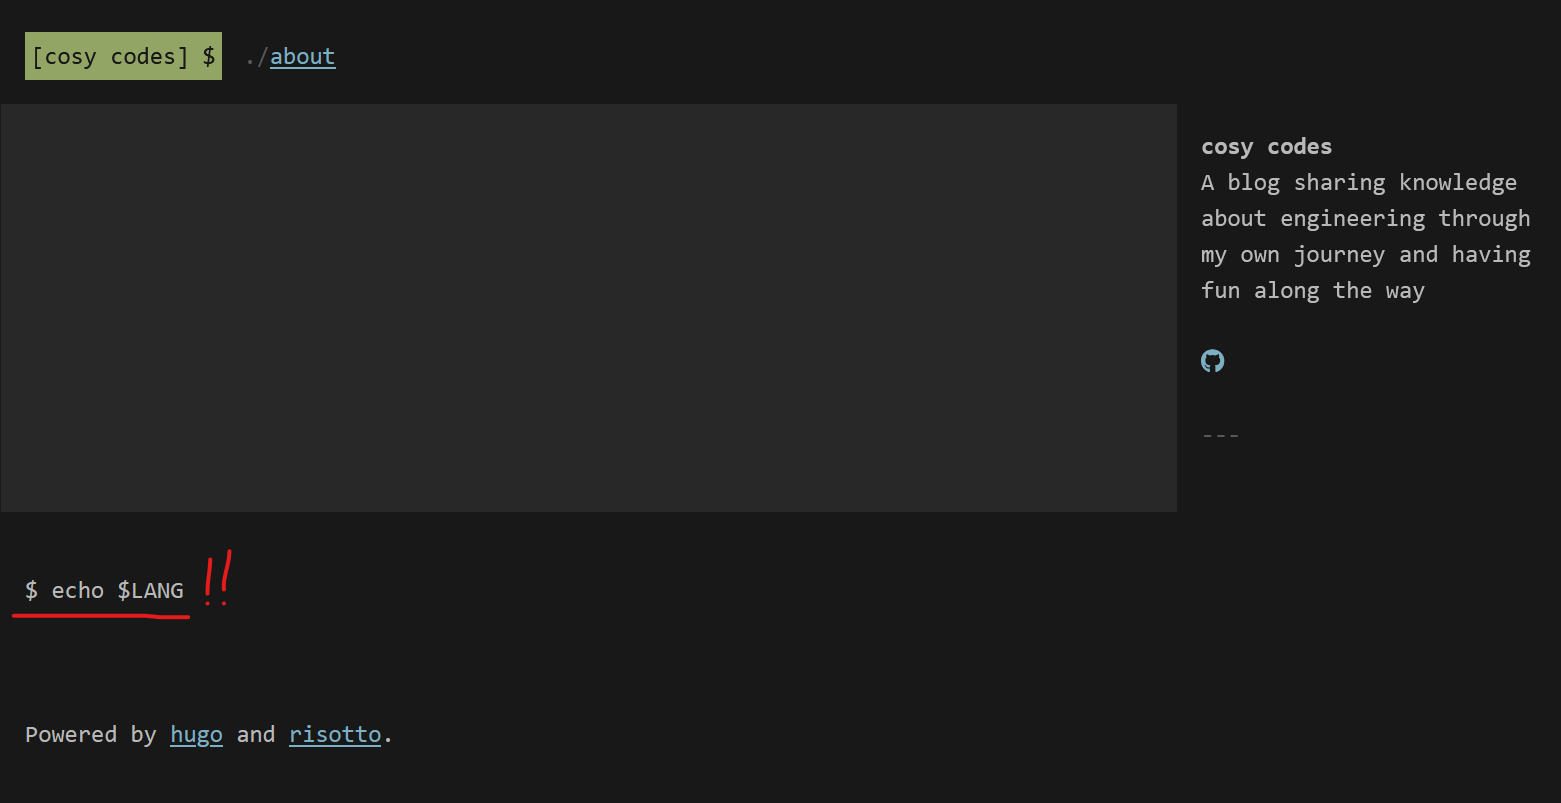 [cosy codes] $ ./about
cosy codes
A blog sharing knowledge
about engineering through
my own journey and having
fun along the way
---
$ echo $LANG !!
Powered by hugo and risotto.